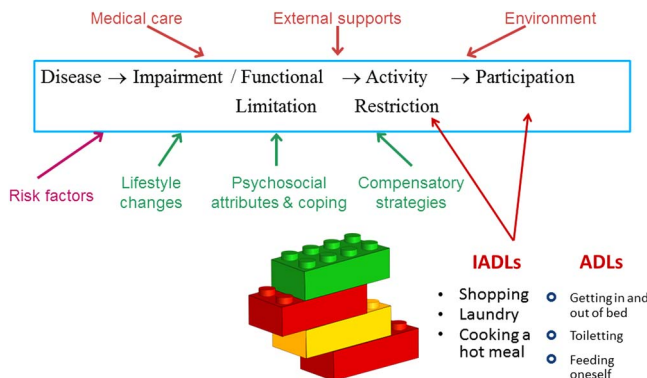 Medical care
External supports
Environment
Disease → Impairment / Functional → Activity → Participation
Limitation Restriction
Risk factors
Lifestyle
changes
Psychosocial
attributes & coping
Compensatory
strategies
IADLs
• Shopping
• Laundry
• Cooking a
hot meal
ADLs
Getting in and
out of bed
Toiletting
Feeding
oneself